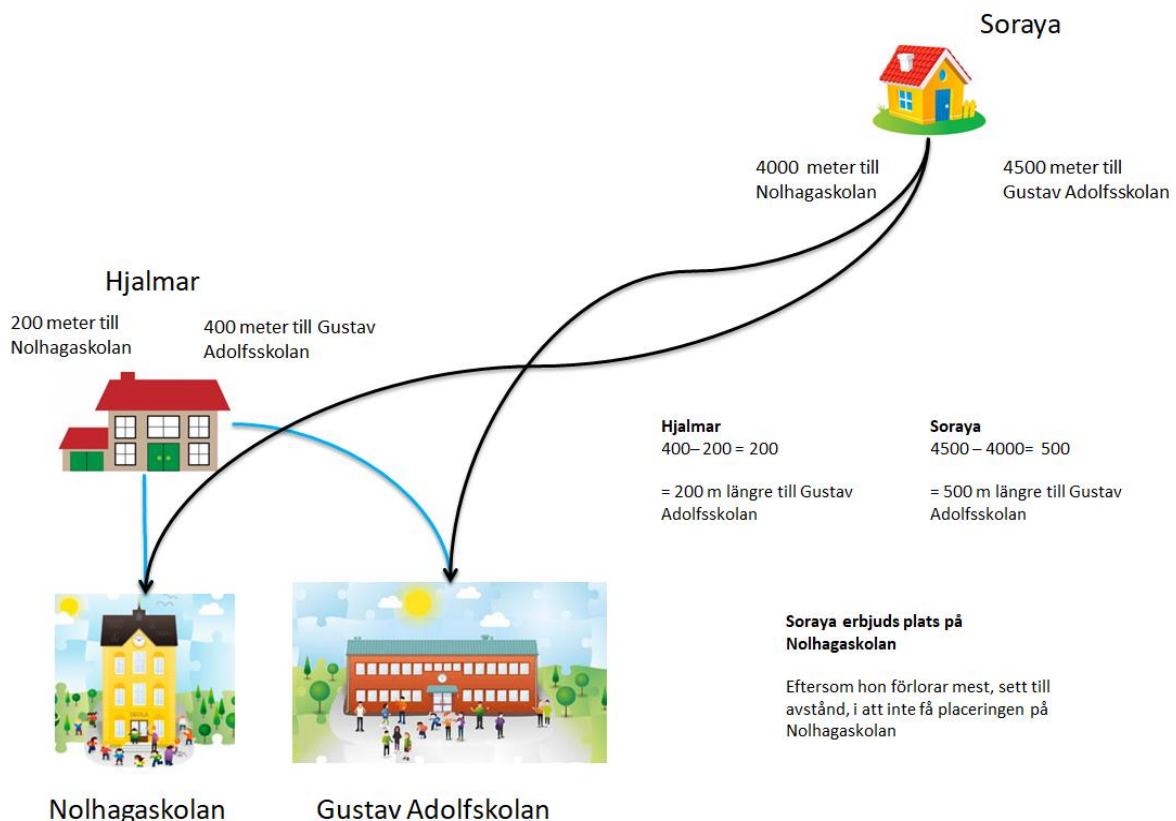 Soraya
4000 meter till
Nolhagaskolan
4500 meter till
Gustav Adolfsskolan
Hjalmar
200 meter till
Nolhagaskolan
400 meter till Gustav
Adolfsskolan
Hjalmar
400– 200 = 200
= 200 m längre till Gustav
Adolfsskolan
Soraya
4500 – 4000= 500
= 500 m längre till Gustav
Adolfsskolan
Soraya erbjuds plats på
Nolhagaskolan
Eftersom hon förlorar mest, sett till
avstånd, i att inte få placeringen på
Nolhagaskolan
SKOLA
Nolhagaskolan
Gustav Adolfskolan